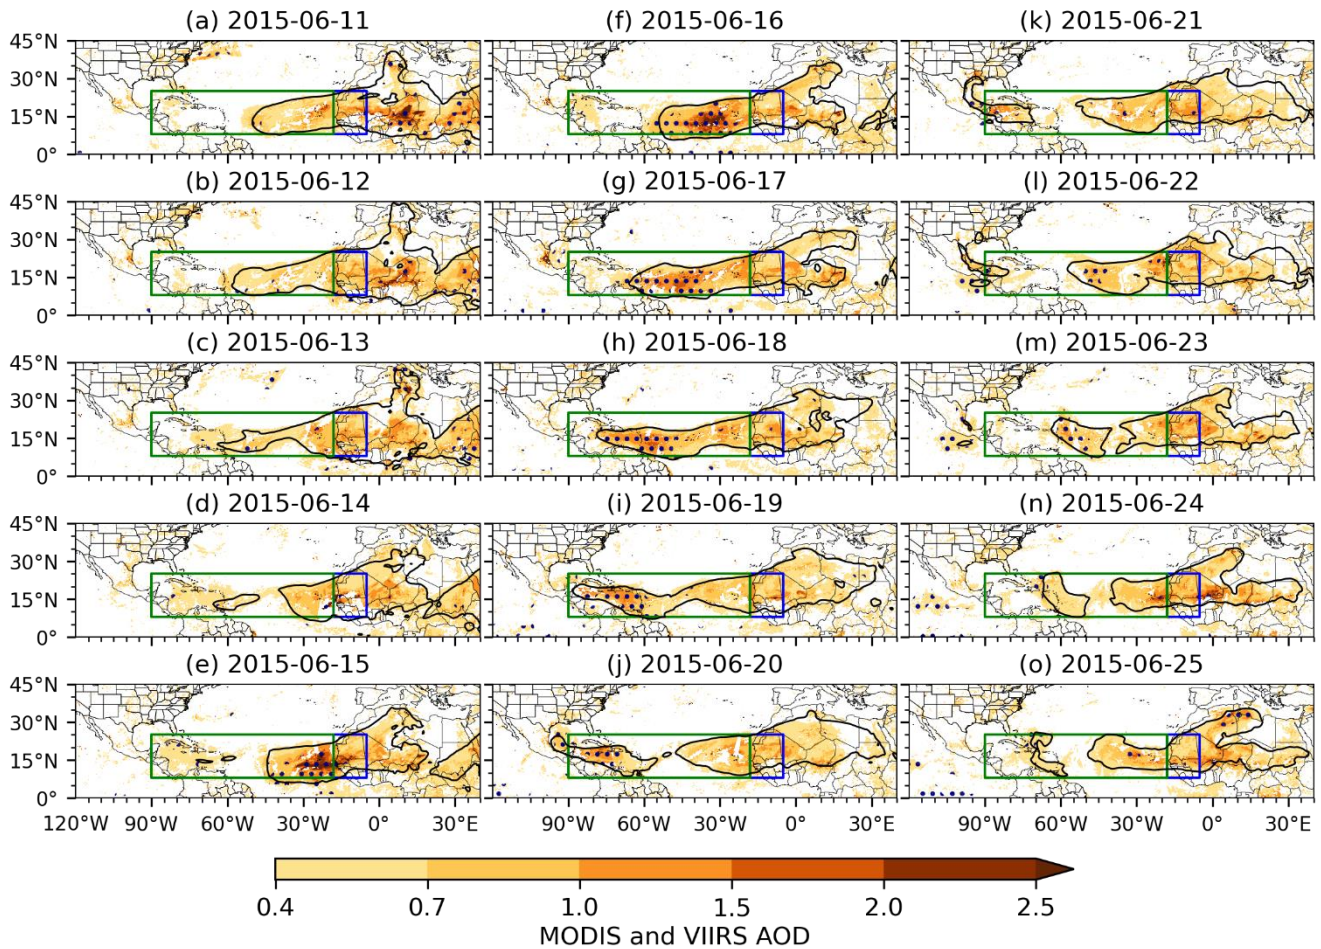 (a) 2015-06-11
(f) 2015-06-16
(k) 2015-06-21
45°N
30°N
15°N
0°
(b) 2015-06-12
(g) 2015-06-17
(l) 2015-06-22
45°N
30°N
15°N
0°
(c) 2015-06-13
(h) 2015-06-18
(m) 2015-06-23
45°N
30°N
15°N
0°
(d) 2015-06-14
(i) 2015-06-19
(n) 2015-06-24
45°N
30°N
15°N
0°
(e) 2015-06-15
(j) 2015-06-20
(o) 2015-06-25
45°N
30°N
15°N
0°
120°W 90°W 60°W 30°W 0° 30°E 90°W 60°W 30°W 0° 30°E 90°W 60°W 30°W 0° 30°E
0.4 0.7 1.0 1.5 2.0 2.5
MODIS and VIIRS AOD